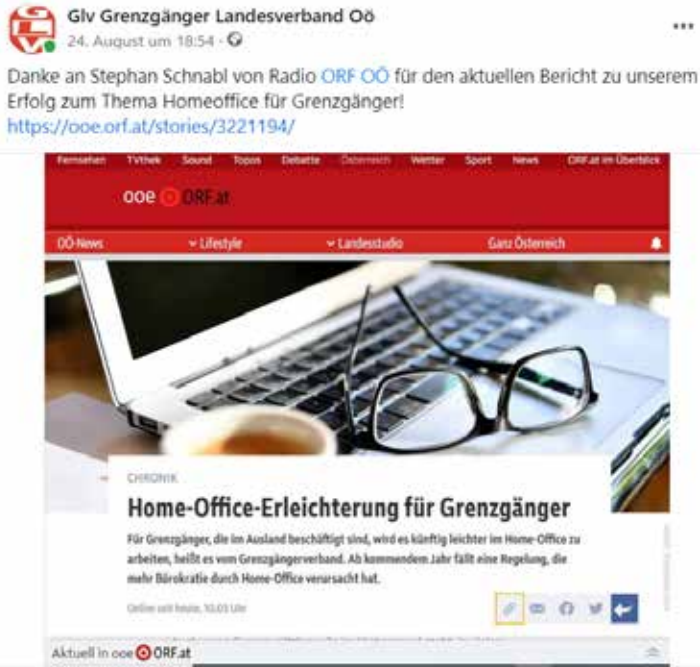 GLV
Glv Grenzgänger Landesverband Oö
24. August um 18:54 ·
Danke an Stephan Schnabl von Radio ORF OÖ für den aktuellen Bericht zu unserem
Erfolg zum Thema Homeoffice für Grenzgänger!
https://ooe.orf.at/stories/3221194/
Fernsehen TVthek Sound Topos Debatte Österreich Wetter Sport News ORF.at im Überblick
ooe ORF.at
OÖ-News Lifestyle Landesstudio Ganz Österreich
CHRONIK
Home-Office-Erleichterung für Grenzgänger
Für Grenzgänger, die im Ausland beschäftigt sind, wird es künftig leichter im Home-Office zu
arbeiten, heißt es vom Grenzgängerverband. Ab kommendem Jahr fällt eine Regelung, die
mehr Bürokratie durch Home-Office verursacht hat.
Online seit heute, 10.03 Uhr
Aktuell in ooe ORF.at